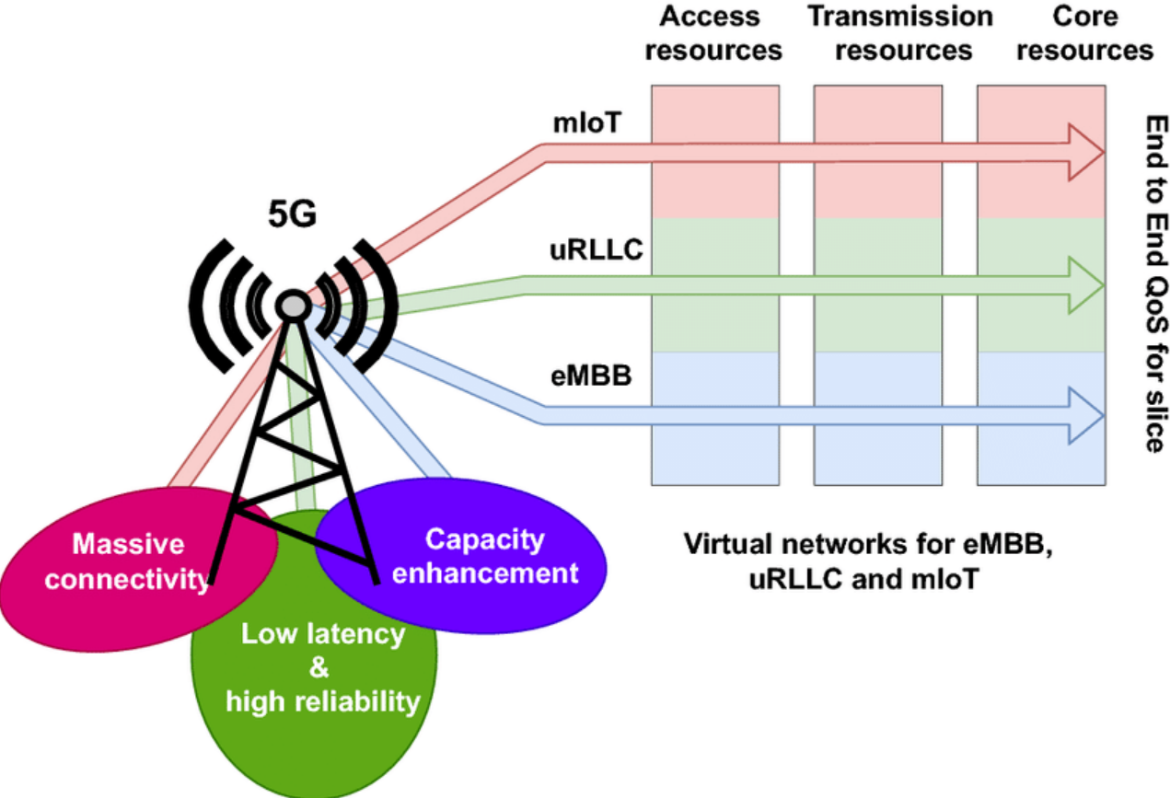 Access
resources
Transmission
resources
Core
resources
mIoT
5G
uRLLC
eMBB
End to End QoS for slice
Massive
connectivity
Low latency
&
high reliability
Capacity
enhancement
Virtual networks for eMBB,
uRLLC and mIoT